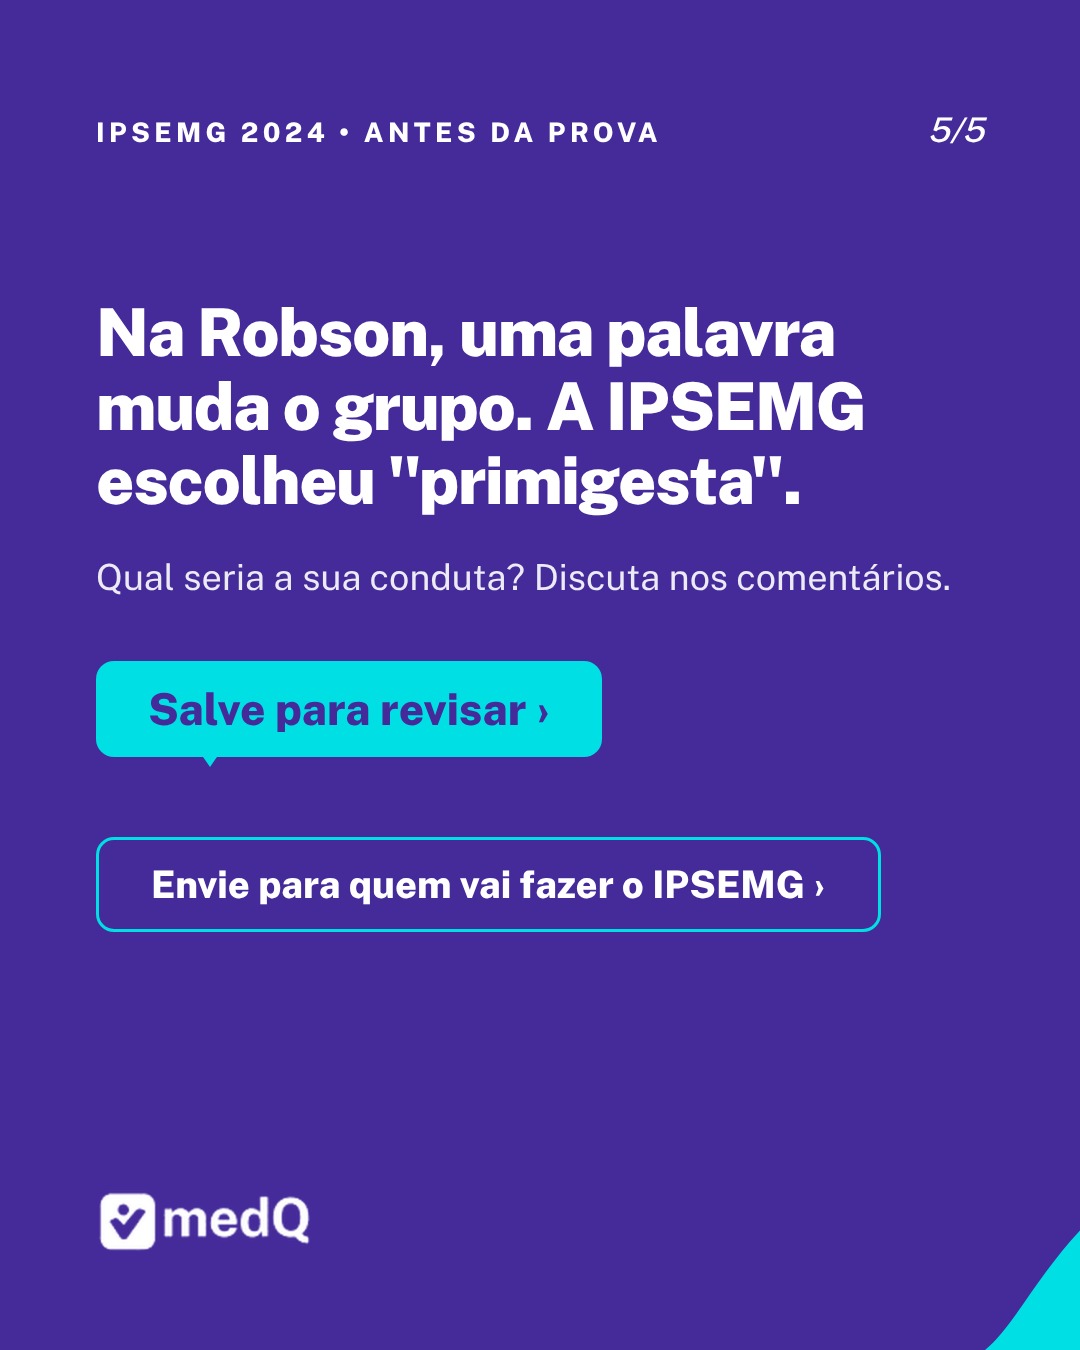 IPSEMG 2024 • ANTES DA PROVA
5/5
Na Robson, uma palavra
muda o grupo. A IPSEMG
escolheu "primigesta".
Qual seria a sua conduta? Discuta nos comentários.
Salve para revisar ›
Envie para quem vai fazer o IPSEMG ›
medQ